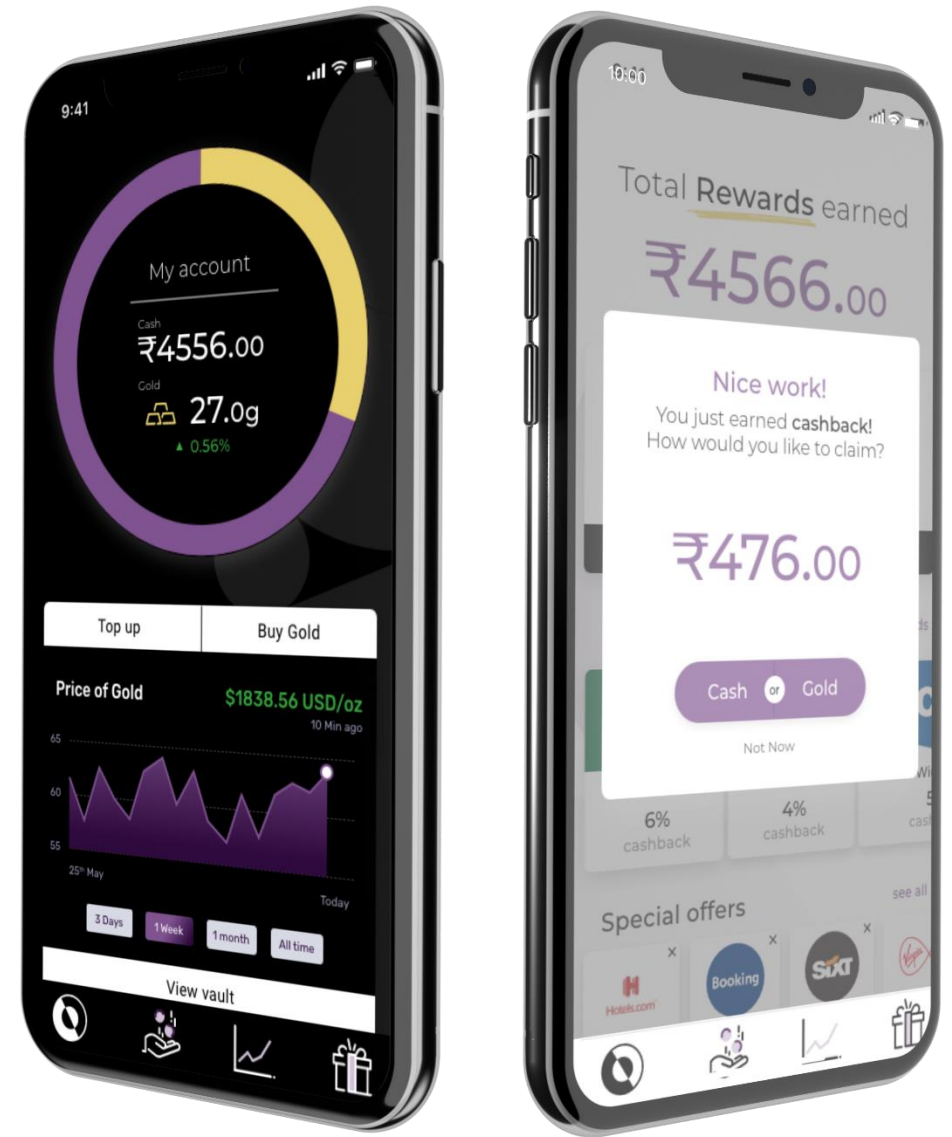 9:41
My account
Cash
₹4556.00
Gold
27.0g
▲ 0.56%
Top up
Buy Gold
Price of Gold
$1838.56 USD/oz
10 Min ago
65
60
55
25th May
Today
3 Days
1 Week
1 month
All time
View vault
10:00
Total Rewards earned
₹4566.00
Nice work!
You just earned cashback!
How would you like to claim?
₹476.00
Cash or Gold
Not Now
6%
cashback
4%
cashback
Special offers
see all
Hotels.com
Booking
SiXT
Virgin